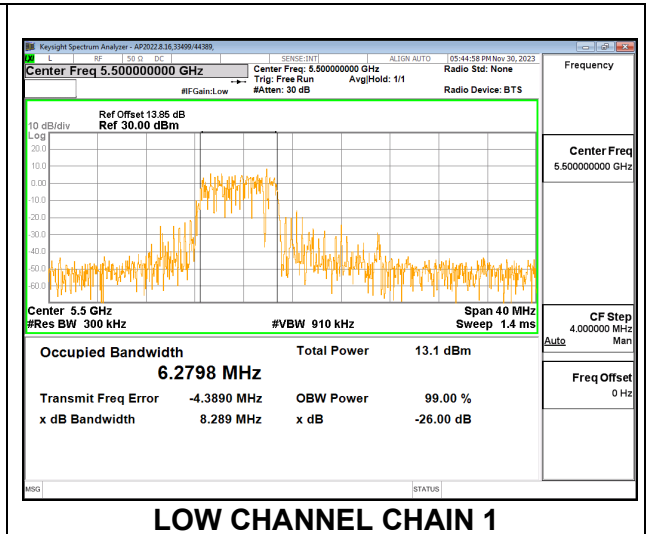 Keysight Spectrum Analyzer - AP2022.8.16,33499/44389,
L RF 50 Ω DC SENSE:INT ALIGN AUTO 05:44:58 PM Nov 30, 2023
Center Freq 5.500000000 GHz
Center Freq: 5.500000000 GHz Radio Std: None
Trig: Free Run Avg|Hold: 1/1
#IFGain:Low #Atten: 30 dB Radio Device: BTS
Frequency
Ref Offset 13.85 dB
10 dB/div Ref 30.00 dBm
Log
20.0
10.0
0.00
-10.0
-20.0
-30.0
-40.0
-50.0
-60.0
Center 5.5 GHz Span 40 MHz
#Res BW 300 kHz #VBW 910 kHz Sweep 1.4 ms
Occupied Bandwidth Total Power 13.1 dBm
6.2798 MHz
Transmit Freq Error -4.3890 MHz OBW Power 99.00 %
x dB Bandwidth 8.289 MHz x dB -26.00 dB
Center Freq
5.500000000 GHz
CF Step
4.000000 MHz
Auto Man
Freq Offset
0 Hz
MSG STATUS
LOW CHANNEL CHAIN 1